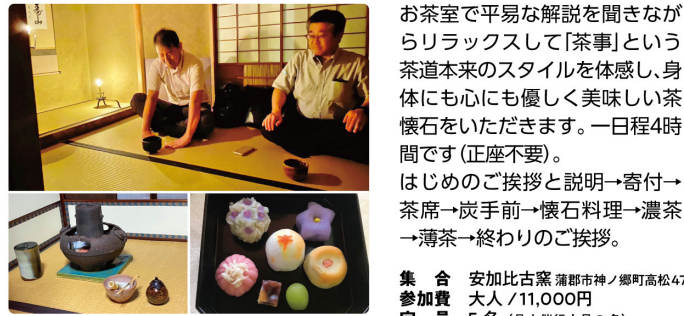 お茶室で平易な解説を聞きなが
らリラックスして「茶事」という
茶道本来のスタイルを体感し、身
体にも心にも優しく美味しい茶
懐石をいただきます。一日程4時
間です（正座不要）。
はじめのご挨拶と説明→寄付→
茶席→炭手前→懐石料理→濃茶
→薄茶→終わりのご挨拶。
集　合　安加比古窯 蒲郡市神ノ郷町高松47
参加費　大人 / 11,000円